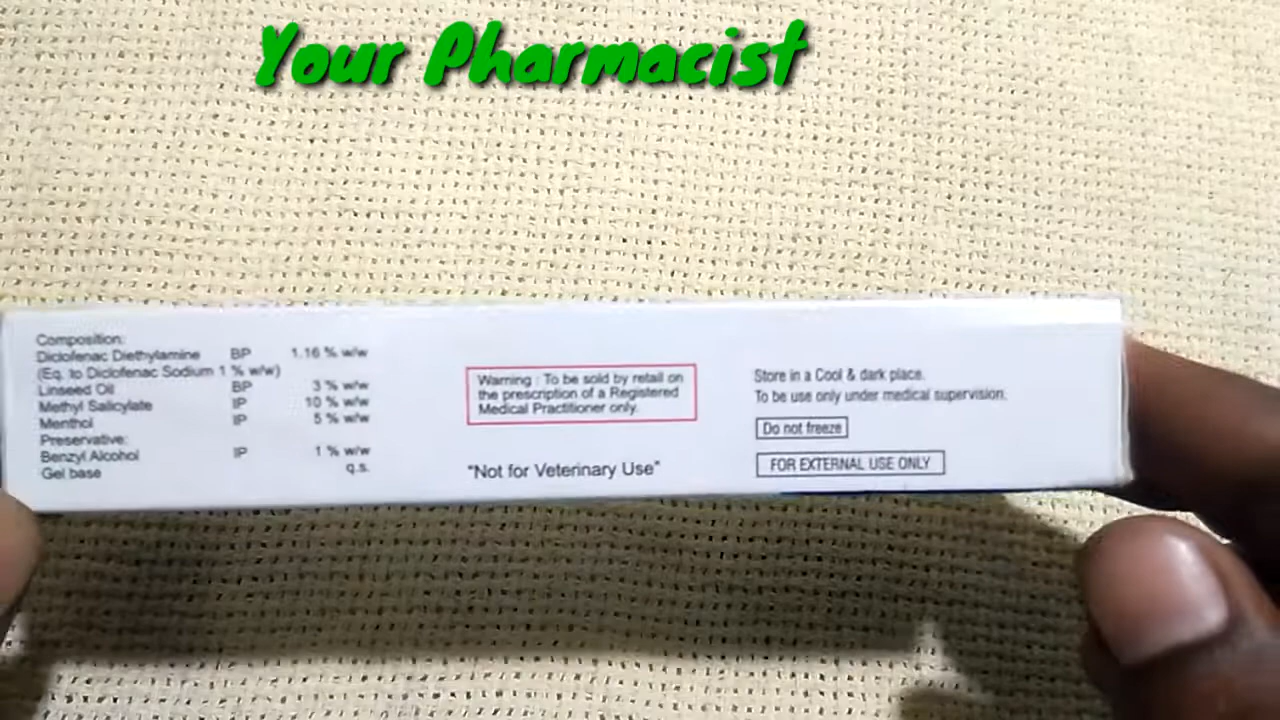 Your Pharmacist
Composition:
Diclofenac Diethylamine BP 1.16 % w/w
(Eq. to Diclofenac Sodium 1 % w/w)
Linseed Oil BP 3 % w/w
Methyl Salicylate IP 10 % w/w
Menthol IP 5 % w/w
Preservative:
Benzyl Alcohol IP 1 % w/w
Gel base q.s.
Warning : To be sold by retail on
the prescription of a Registered
Medical Practitioner only.
"Not for Veterinary Use"
Store in a Cool & dark place.
To be use only under medical supervision.
Do not freeze
FOR EXTERNAL USE ONLY